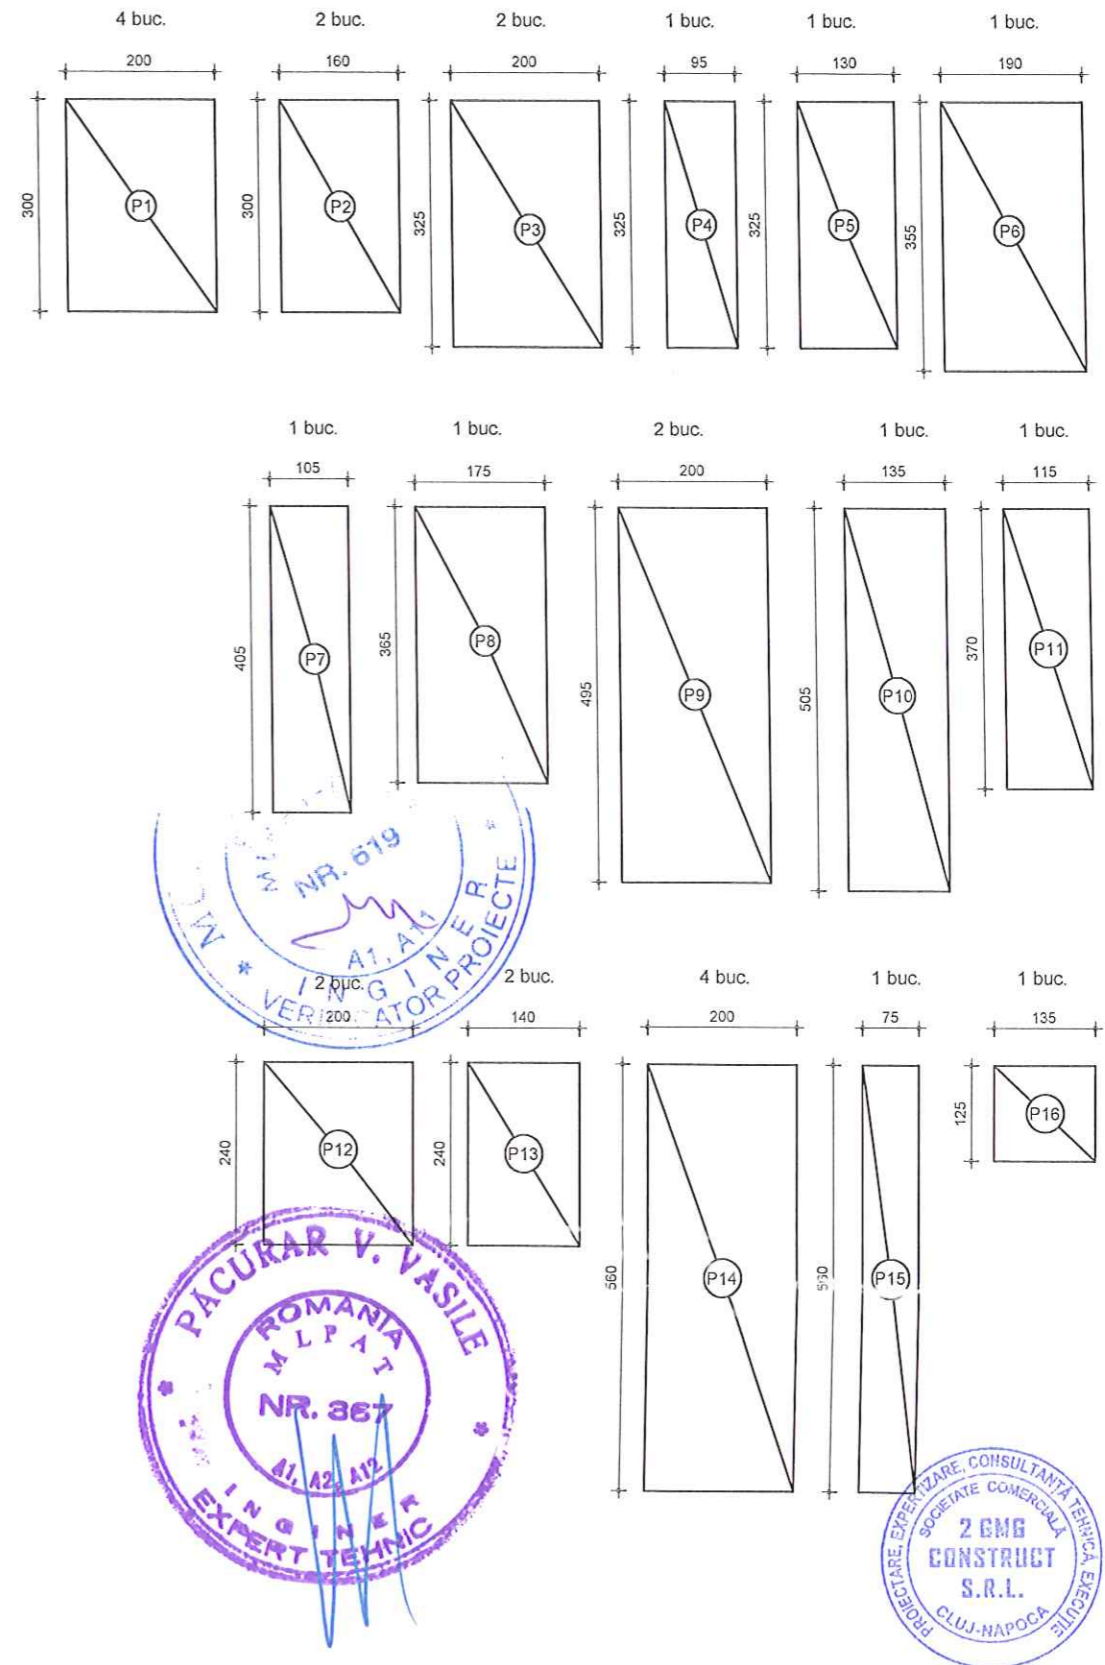 4 buc.
2 buc.
2 buc.
1 buc.
1 buc.
1 buc.
200
160
200
95
130
190
300
300
325
325
325
355
P1
P2
P3
P4
P5
P6
1 buc.
1 buc.
2 buc.
1 buc.
1 buc.
105
175
200
135
115
405
365
495
505
370
P7
P8
P9
P10
P11
NR. 619
A1, A11
INGINER
VERIFICATOR PROIECTE
2 buc.
2 buc.
4 buc.
1 buc.
1 buc.
200
140
200
75
135
240
240
560
560
125
P12
P13
P14
P15
P16
PĂCURAR V. VASILE
ROMANIA
MLPAT
NR. 367
A1, A2, A12
INGINER
EXPERT TEHNIC
PROIECTARE, EXPERTIZARE, CONSULTANŢĂ TEHNICĂ, EXECUŢIE
SOCIETATE COMERCIALĂ
2 GMG
CONSTRUCT
S.R.L.
CLUJ-NAPOCA